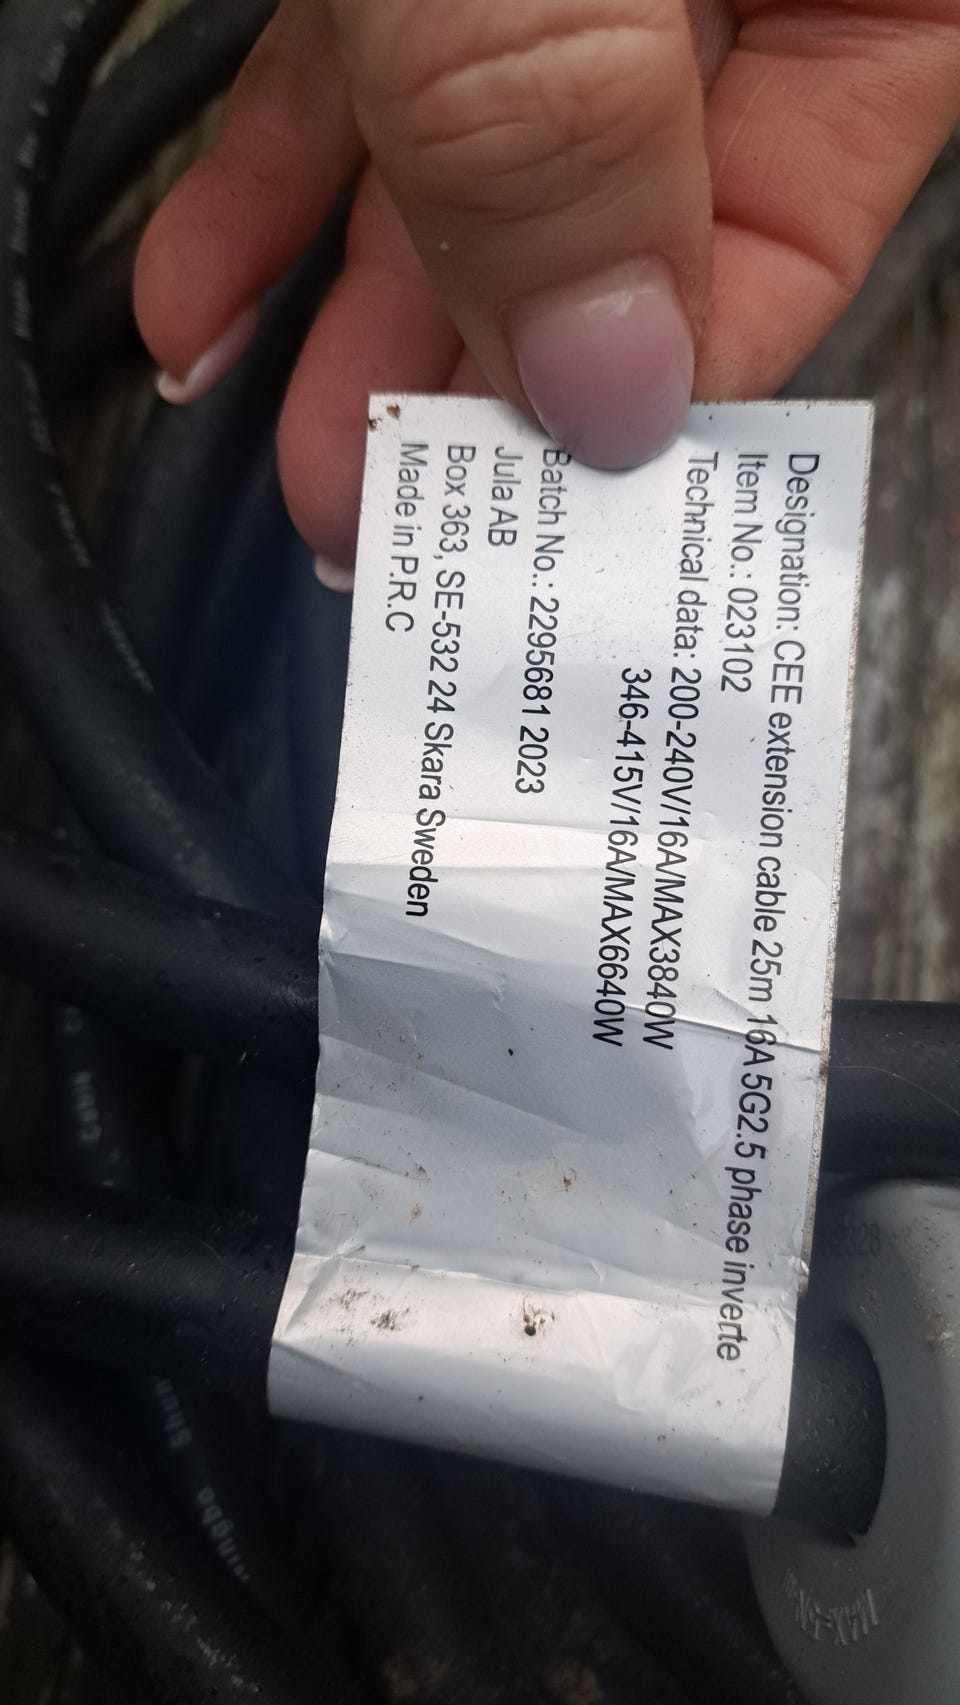 Designation: CEE extension cable 25m 16A 5G2.5 phase inverte
Item No.: 023102
Technical data: 200-240V/16A/MAX3840W
346-415V/16A/MAX6640W
Batch No.: 2295681 2023
Jula AB
Box 363, SE-532 24 Skara Sweden
Made in P.R.C